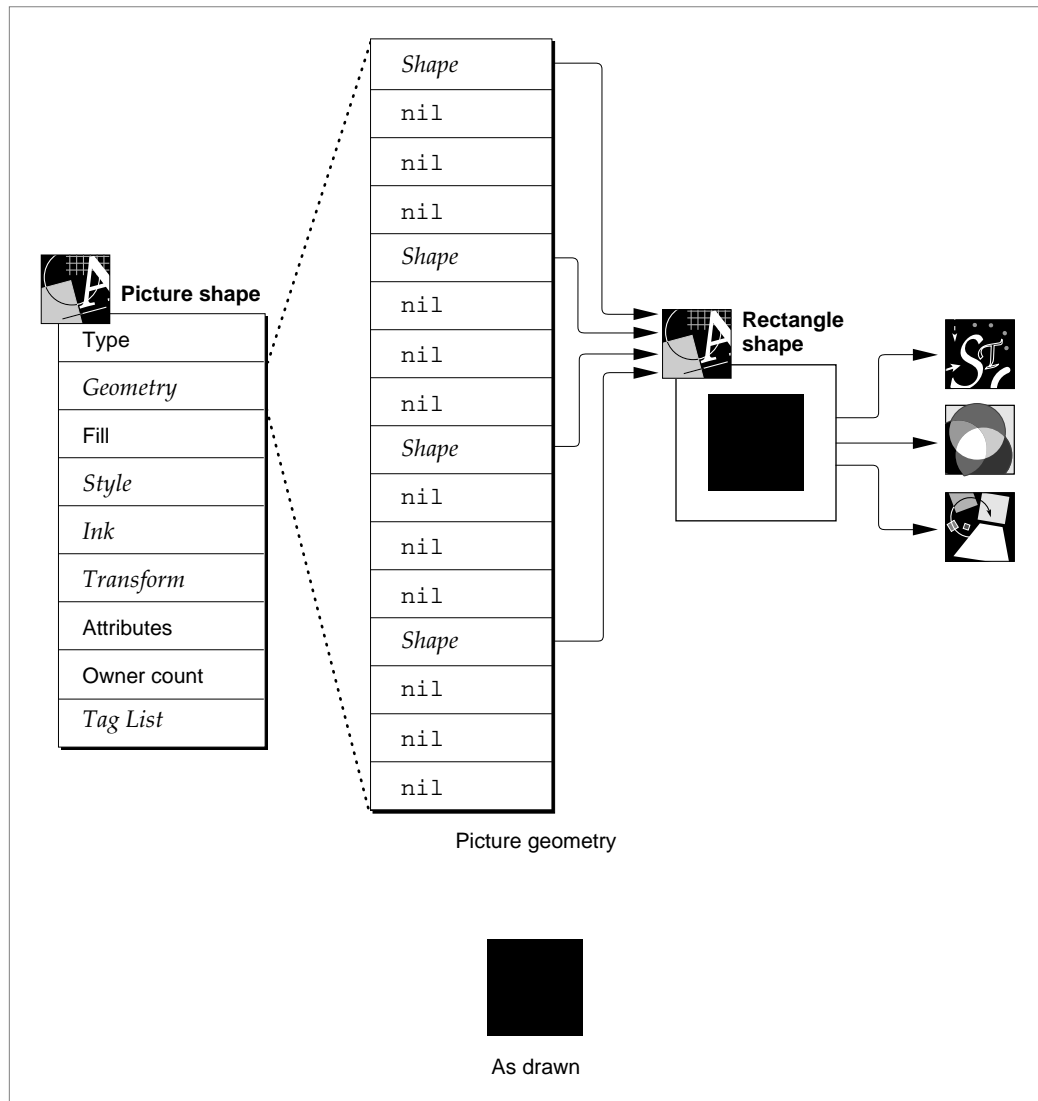 Picture shape
Type
Geometry
Fill
Style
Ink
Transform
Attributes
Owner count
Tag List
Shape
nil
nil
nil
Shape
nil
nil
nil
Shape
nil
nil
nil
Shape
nil
nil
nil
Picture geometry
Rectangle
shape
As drawn